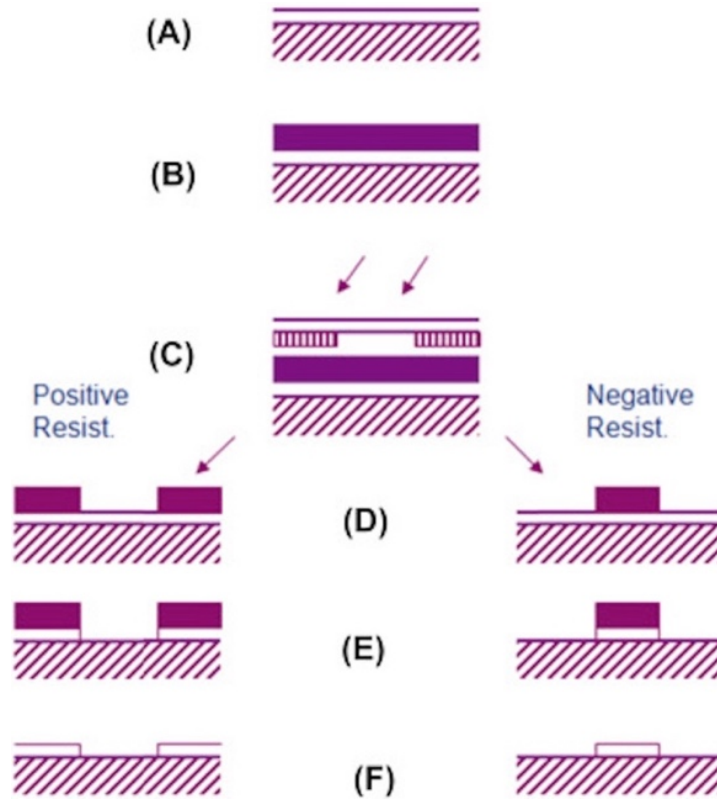 (A)
(B)
(C)
Positive
Resist.
Negative
Resist.
(D)
(E)
(F)